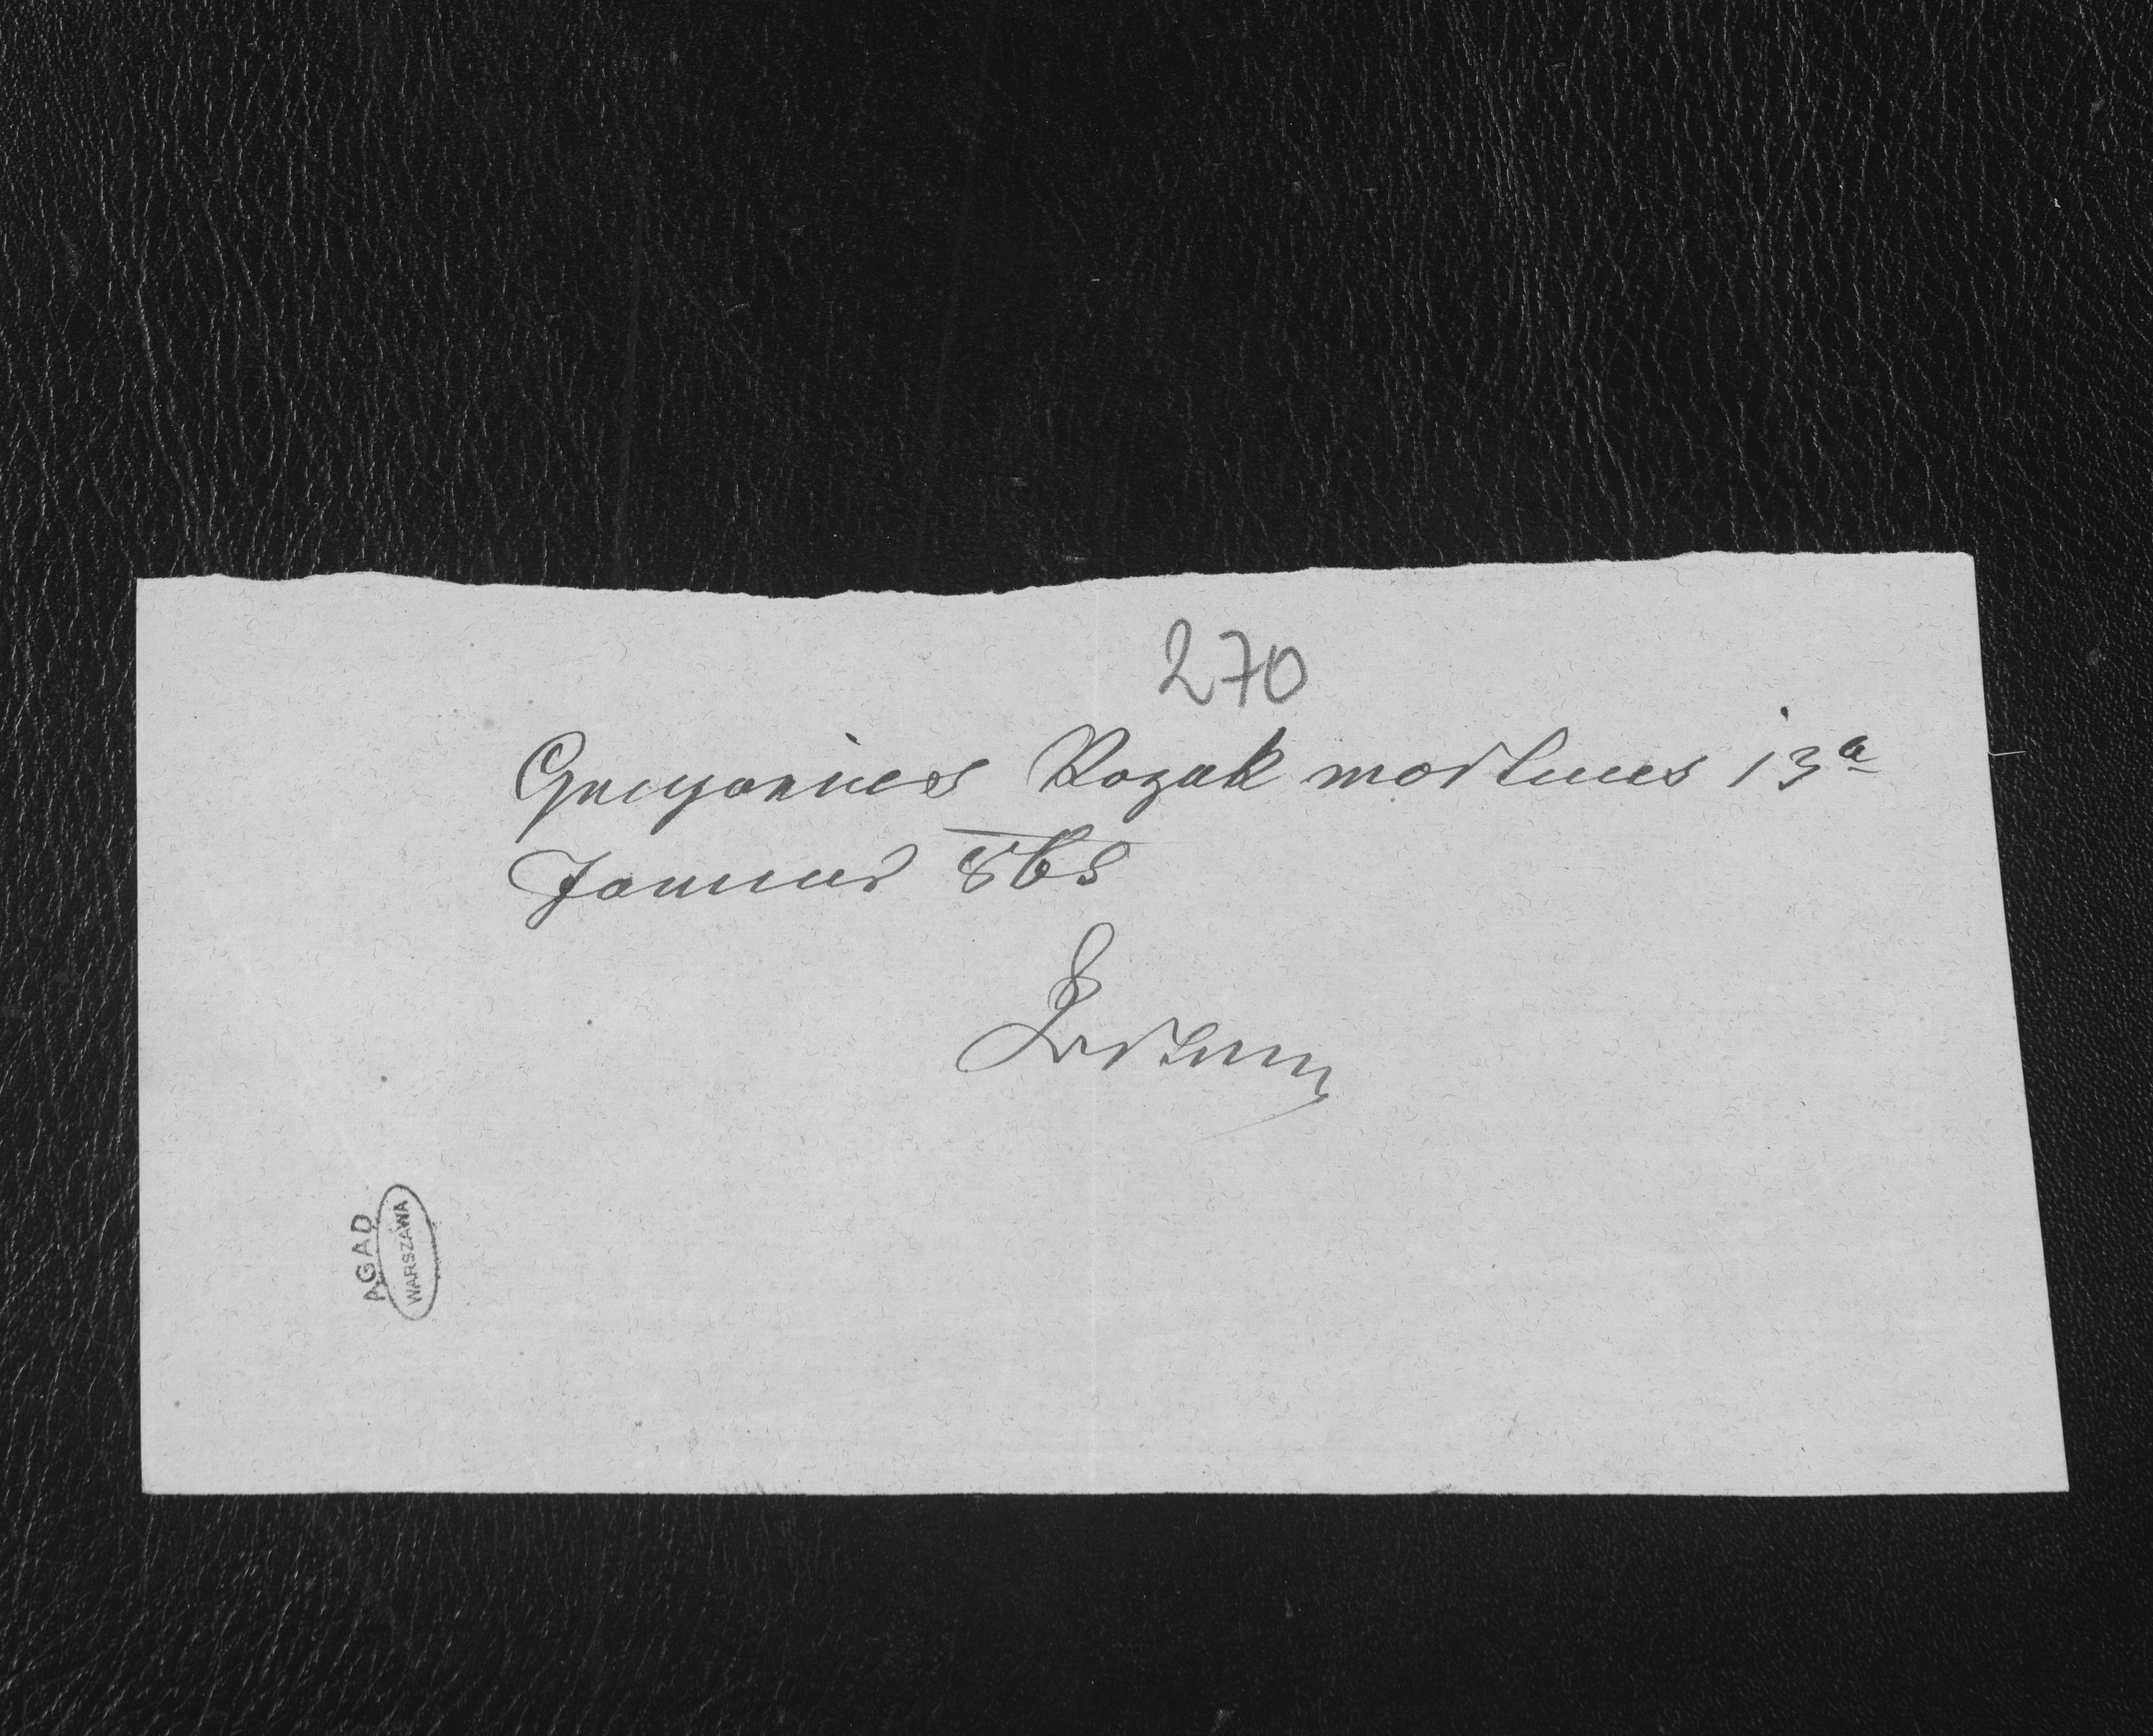 270
Gregorius Kozak mortuus 13ª
Januar 865
AGAD
WARSZAWA